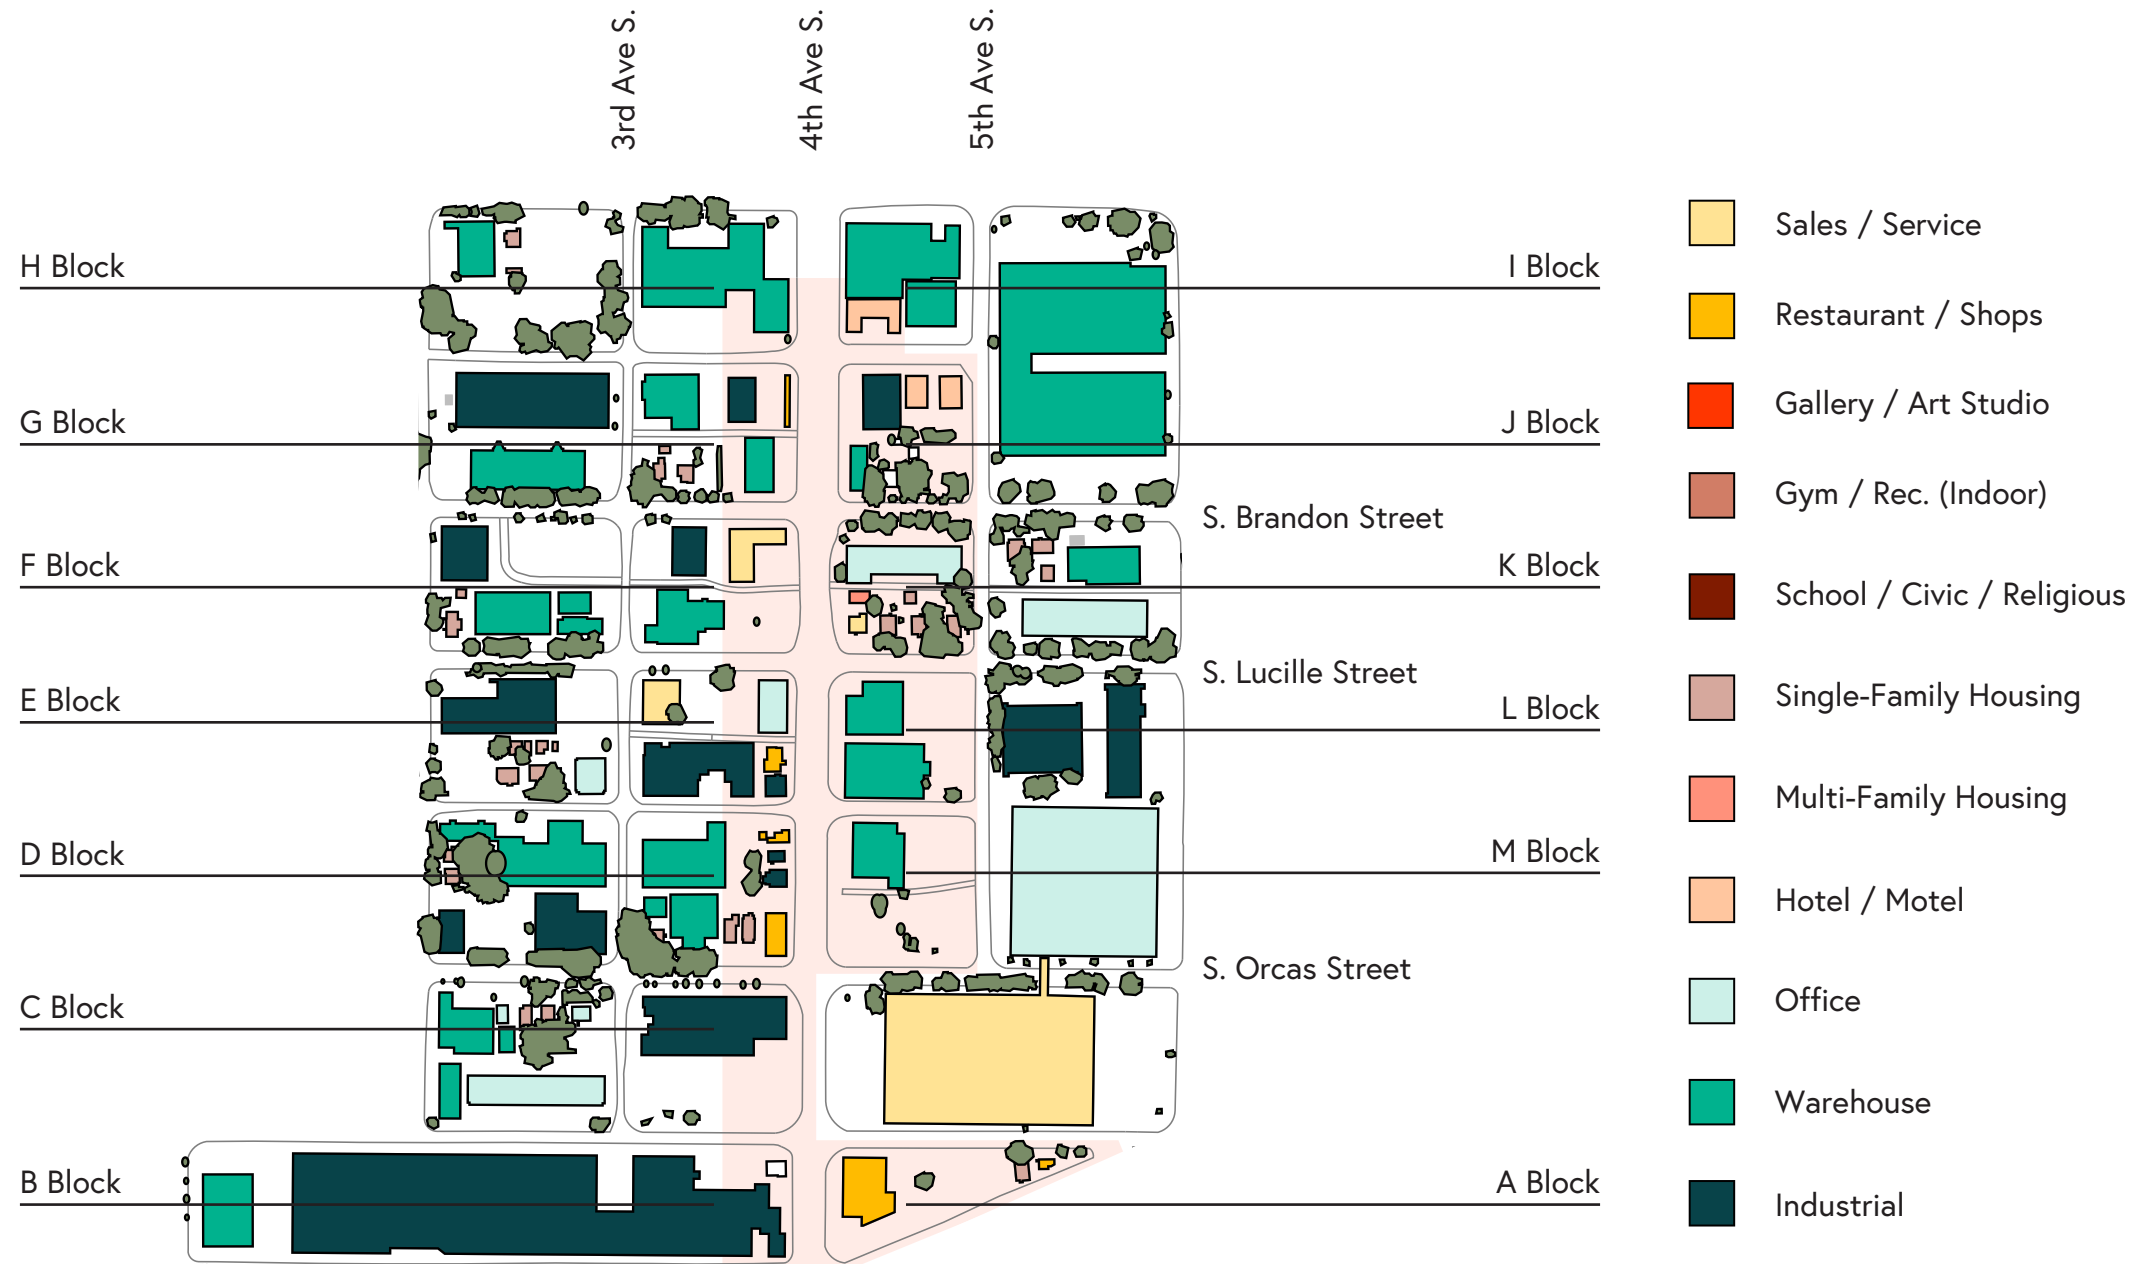 3rd Ave S.
4th Ave S.
5th Ave S.
H Block
G Block
F Block
E Block
D Block
C Block
B Block
I Block
J Block
S. Brandon Street
K Block
S. Lucille Street
L Block
M Block
S. Orcas Street
A Block
Sales / Service
Restaurant / Shops
Gallery / Art Studio
Gym / Rec. (Indoor)
School / Civic / Religious
Single-Family Housing
Multi-Family Housing
Hotel / Motel
Office
Warehouse
Industrial